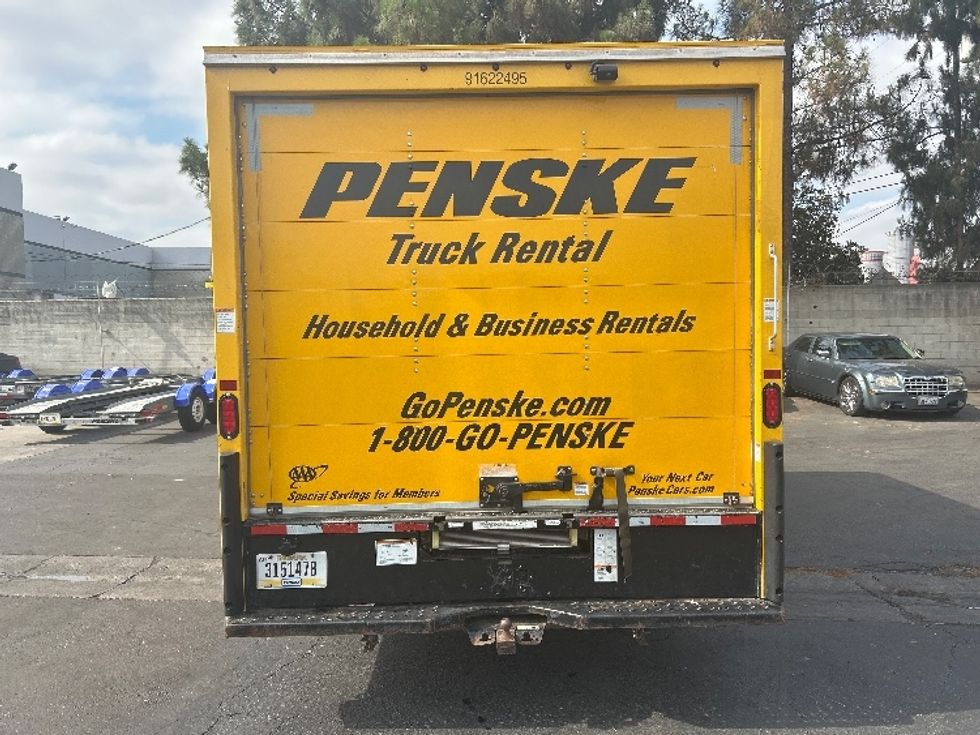 91622495
PENSKE
Truck Rental
Household & Business Rentals
GoPenske.com
1-800-GO-PENSKE
AAA
Special Savings for Members
Your Next Car
PenskeCars.com
315147B